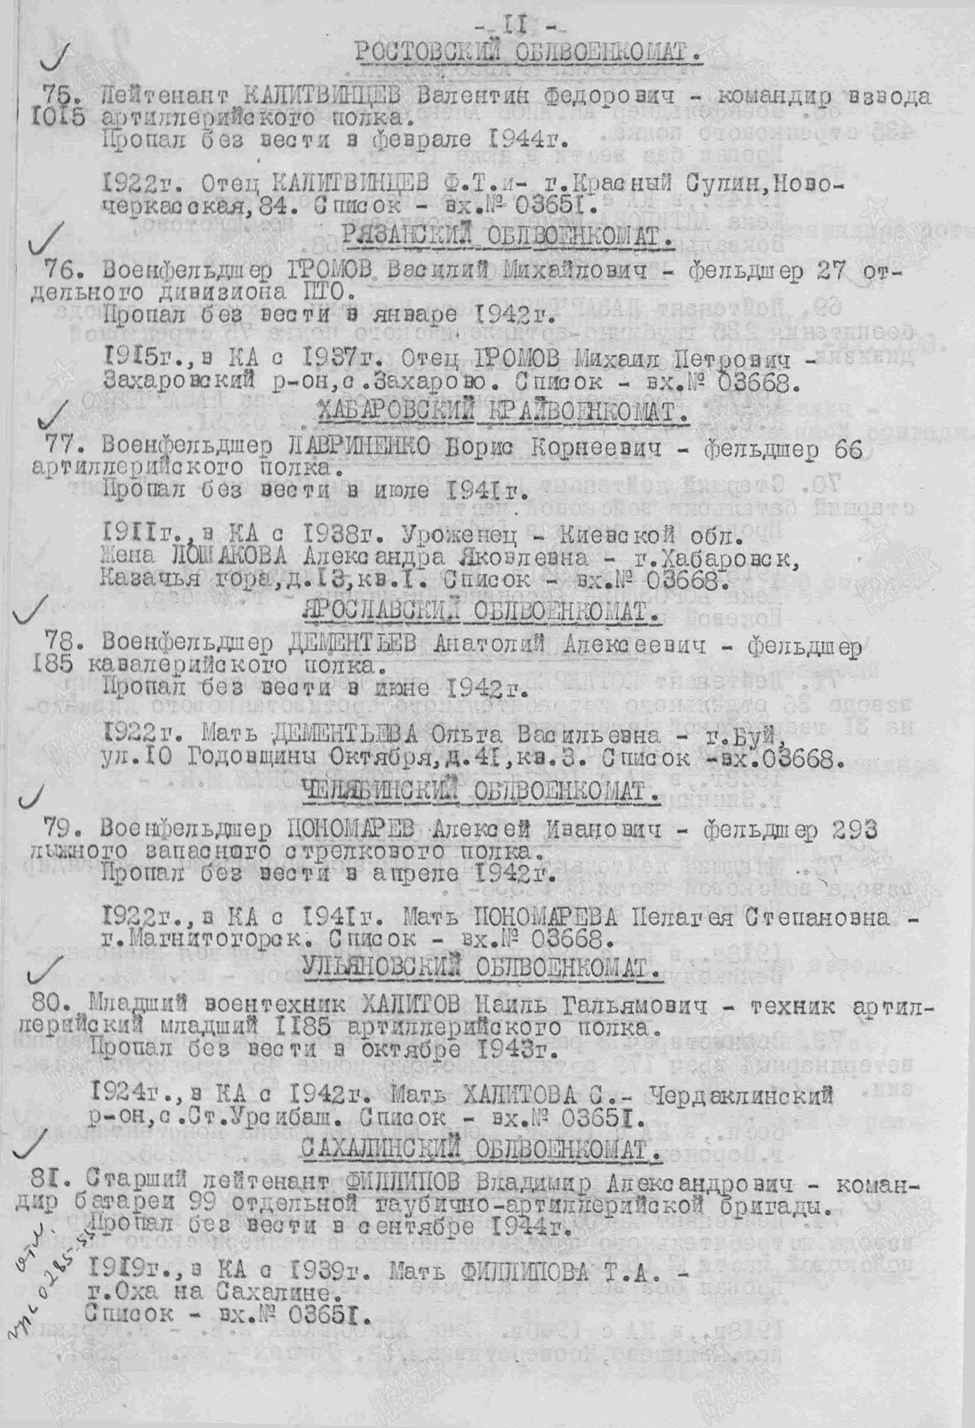 - II -
РОСТОВСКИЙ ОБЛВОЕНКОМАТ.
75. Лейтенант КАЛИТВИНЦЕВ Валентин Федорович - командир взвода
1015 артиллерийского полка.
Пропал без вести в феврале 1944г.
1922г. Отец КАЛИТВИНЦЕВ Ф.Т.- г.Красный Сулин,Ново-
черкасская,84. Список - вх.№ 03651.
РЯЗАНСКИЙ ОБЛВОЕНКОМАТ.
76. Военфельдшер ГРОМОВ Василий Михайлович - фельдшер 27 от-
дельного дивизиона ПТО.
Пропал без вести в январе 1942г.
1915г.,в КА с 1937г. Отец ГРОМОВ Михаил Петрович -
Захаровский р-он,с.Захарово. Список - вх.№ 03668.
ХАБАРОВСКИЙ КРАЙВОЕНКОМАТ.
77. Военфельдшер ЛАВРИНЕНКО Борис Корнеевич - фельдшер 66
артиллерийского полка.
Пропал без вести в июле 1941г.
1911г.,в КА с 1938г. Уроженец - Киевской обл.
Жена ЛОШАКОВА Александра Яковлевна - г.Хабаровск,
Казачья гора,д.13,кв.1. Список - вх.№ 03668.
ЯРОСЛАВСКИЙ ОБЛВОЕНКОМАТ.
78. Военфельдшер ДЕМЕНТЬЕВ Анатолий Алексеевич - фельдшер
185 кавалерийского полка.
Пропал без вести в июне 1942г.
1922г. Мать ДЕМЕНТЬЕВА Ольга Васильевна - г.Буй,
ул.10 Годовщины Октября,д.41,кв.3. Список -вх.03668.
ЧЕЛЯБИНСКИЙ ОБЛВОЕНКОМАТ.
79. Военфельдшер ПОНОМАРЕВ Алексей Иванович - фельдшер 293
лыжного запасного стрелкового полка.
Пропал без вести в апреле 1942г.
1922г.,в КА с 1941г. Мать ПОНОМАРЕВА Пелагея Степановна -
г.Магнитогорск. Список - вх.№ 03668.
УЛЬЯНОВСКИЙ ОБЛВОЕНКОМАТ.
80. Младший воентехник ХАЛИТОВ Наиль Гальямович - техник артил-
лерийский младший 1185 артиллерийского полка.
Пропал без вести в октябре 1943г.
1924г.,в КА с 1942г. Мать ХАЛИТОВА С.- Чердаклинский
р-он,с.Ст.Урсибаш. Список - вх.№ 03651.
САХАЛИНСКИЙ ОБЛВОЕНКОМАТ.
81. Старший лейтенант ФИЛЛИПОВ Владимир Александрович - коман-
дир батареи 99 отдельной гаубично-артиллерийской бригады.
Пропал без вести в сентябре 1944г.
1919г.,в КА с 1939г. Мать ФИЛЛИПОВА Т.А. -
г.Оха на Сахалине.
Список - вх.№ 03651.